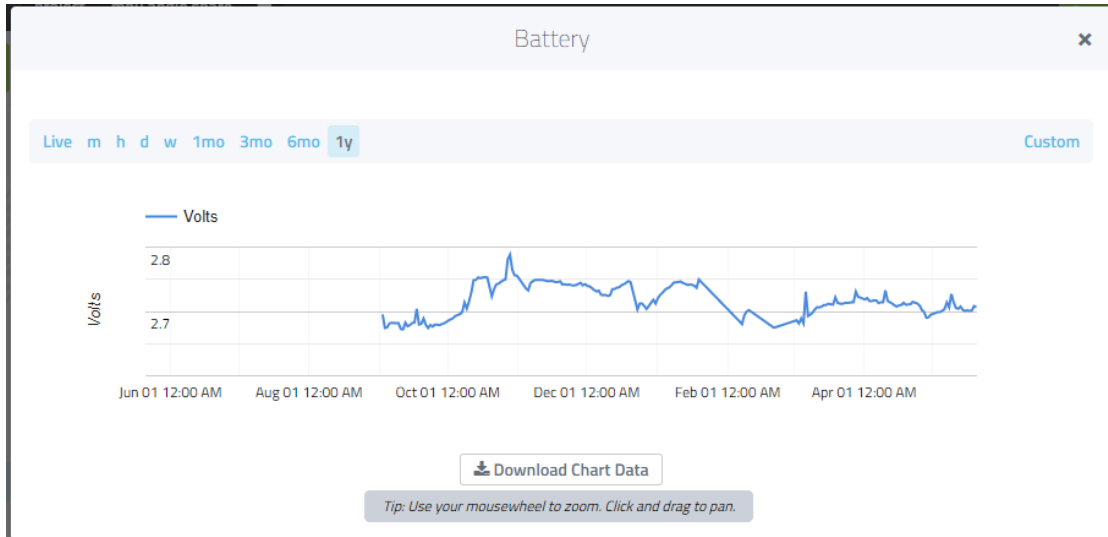 Battery
×
Live m h d w 1mo 3mo 6mo 1y Custom
Volts
2.8
Volts
2.7
Jun 01 12:00 AM Aug 01 12:00 AM Oct 01 12:00 AM Dec 01 12:00 AM Feb 01 12:00 AM Apr 01 12:00 AM
Download Chart Data
Tip: Use your mousewheel to zoom. Click and drag to pan.